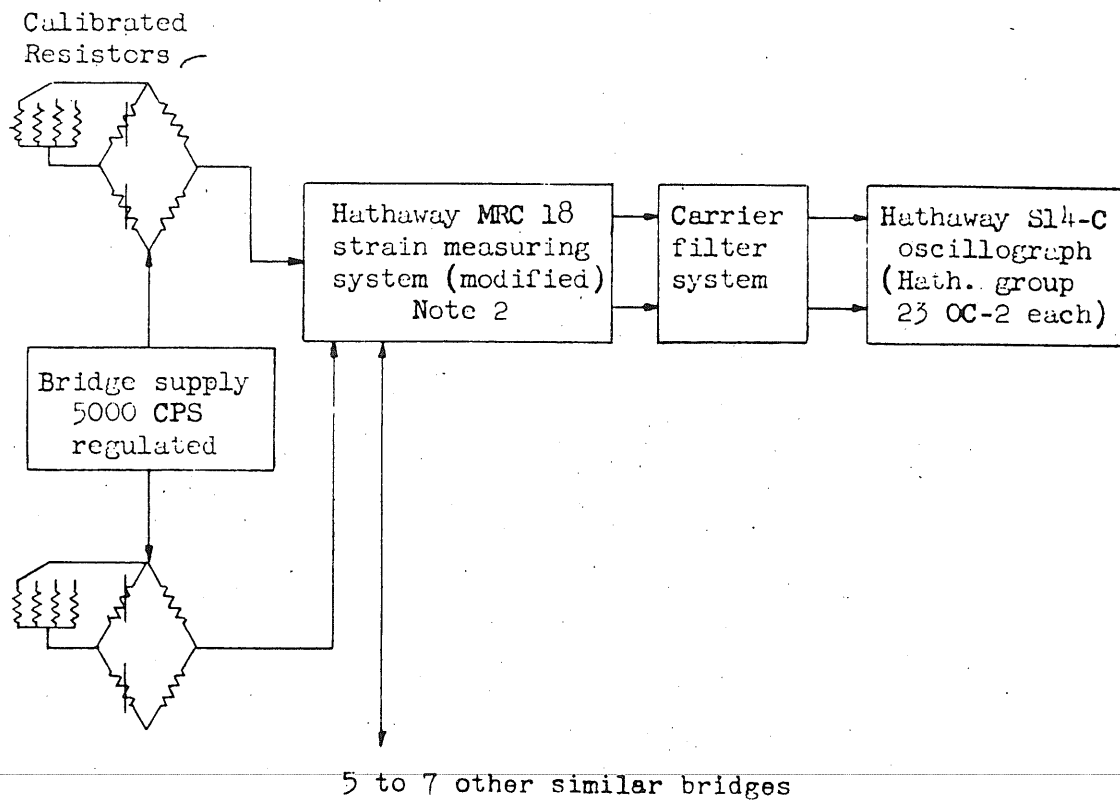 Calibrated
Resistors
Hathaway MRC 18
strain measuring
system (modified)
Note 2
Carrier
filter
system
Hathaway S14-C
oscillograph
(Hath. group
23 OC-2 each)
Bridge supply
5000 CPS
regulated
5 to 7 other similar bridges